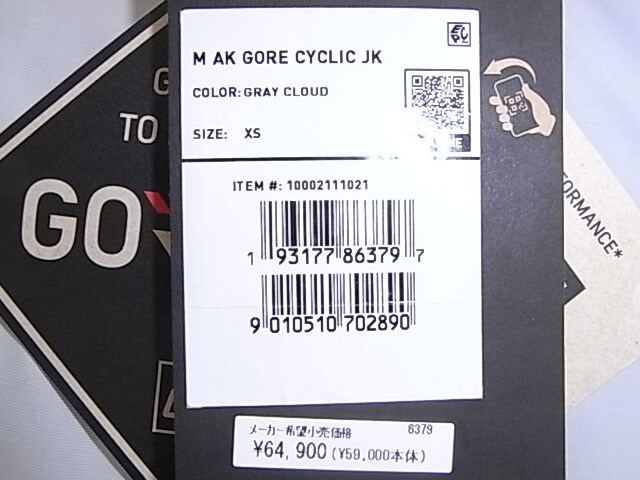 M AK GORE CYCLIC JK
COLOR: GRAY CLOUD
SIZE: XS
ITEM #: 10002111021
1 93177 86379 7
9 010510 702890
メーカー希望小売価格 6379
¥64,900 (¥59,000本体)
TO
GO